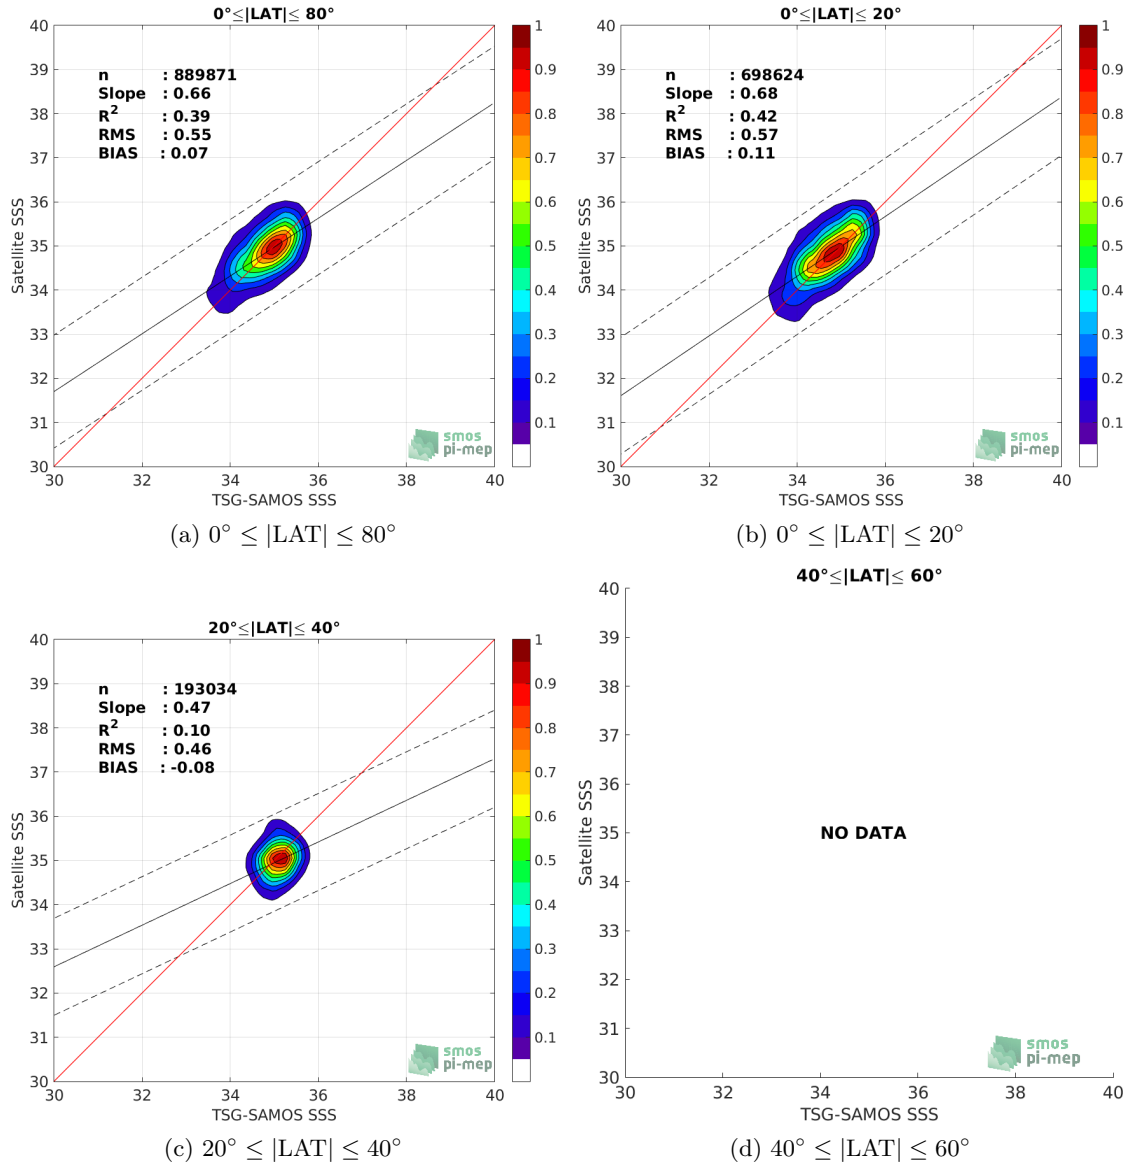 0°≤|LAT|≤ 80°
n : 889871
Slope : 0.66
R2 : 0.39
RMS : 0.55
BIAS : 0.07
40
39
38
37
36
35
34
33
32
31
30
Satellite SSS
30 32 34 36 38 40
TSG-SAMOS SSS
1
0.9
0.8
0.7
0.6
0.5
0.4
0.3
0.2
0.1
smos
pi-mep
(a) 0° ≤ |LAT| ≤ 80°
0°≤|LAT|≤ 20°
n : 698624
Slope : 0.68
R2 : 0.42
RMS : 0.57
BIAS : 0.11
40
39
38
37
36
35
34
33
32
31
30
Satellite SSS
30 32 34 36 38 40
TSG-SAMOS SSS
1
0.9
0.8
0.7
0.6
0.5
0.4
0.3
0.2
0.1
smos
pi-mep
(b) 0° ≤ |LAT| ≤ 20°
20°≤|LAT|≤ 40°
n : 193034
Slope : 0.47
R2 : 0.10
RMS : 0.46
BIAS : -0.08
40
39
38
37
36
35
34
33
32
31
30
Satellite SSS
30 32 34 36 38 40
TSG-SAMOS SSS
1
0.9
0.8
0.7
0.6
0.5
0.4
0.3
0.2
0.1
smos
pi-mep
(c) 20° ≤ |LAT| ≤ 40°
40°≤|LAT|≤ 60°
40
39
38
37
36
35
34
33
32
31
30
Satellite SSS
NO DATA
30 32 34 36 38 40
TSG-SAMOS SSS
smos
pi-mep
(d) 40° ≤ |LAT| ≤ 60°